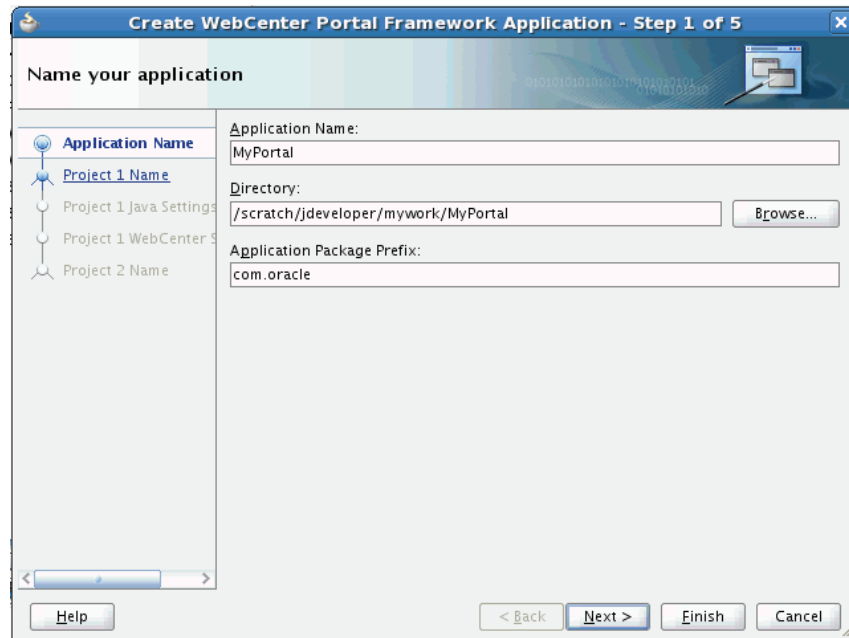 Create WebCenter Portal Framework Application - Step 1 of 5
Name your application
Application Name
Project 1 Name
Project 1 Java Settings
Project 1 WebCenter S
Project 2 Name
Application Name:
MyPortal
Directory:
/scratch/jdeveloper/mywork/MyPortal
Browse...
Application Package Prefix:
com.oracle
Help
< Back
Next >
Finish
Cancel